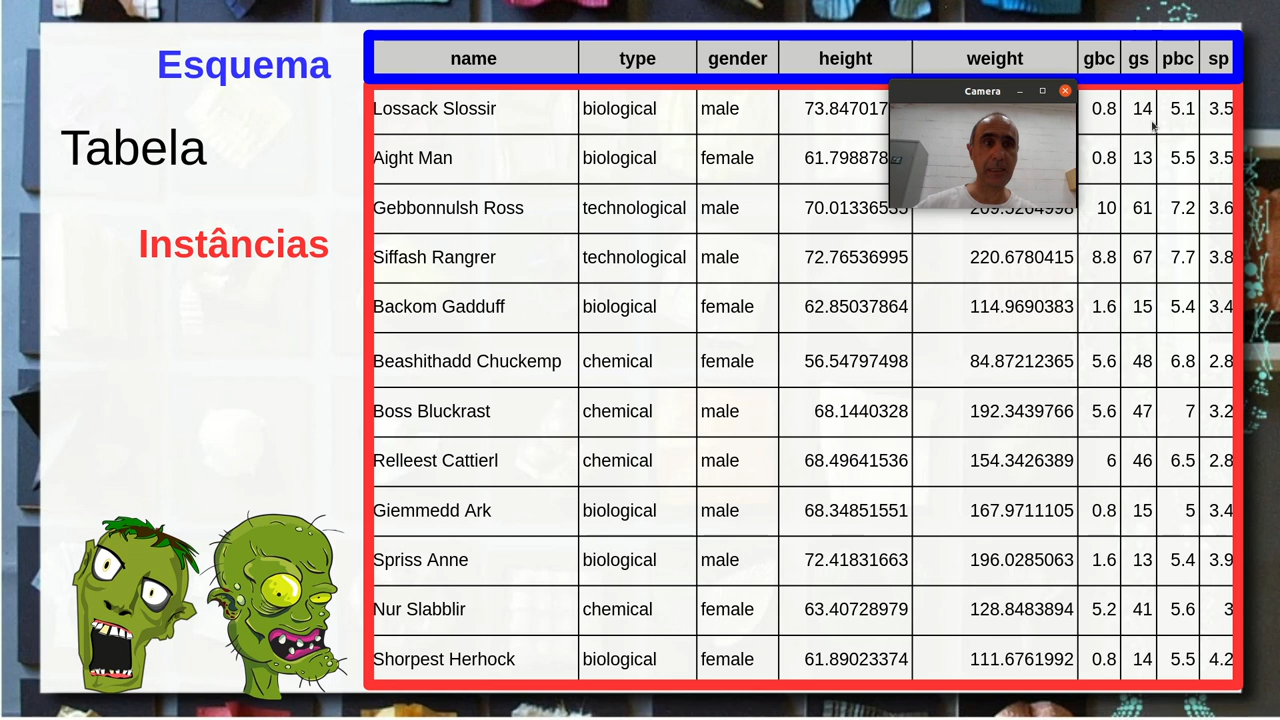 Esquema
Tabela
Instâncias
name type gender height weight gbc gs pbc sp
Camera
Lossack Slossir biological male 73.847017 0.8 14 5.1 3.5
Aight Man biological female 61.798878 0.8 13 5.5 3.5
Gebbonnulsh Ross technological male 70.01336535 209.5264998 10 61 7.2 3.6
Siffash Rangrer technological male 72.76536995 220.6780415 8.8 67 7.7 3.8
Backom Gadduff biological female 62.85037864 114.9690383 1.6 15 5.4 3.4
Beashithadd Chuckemp chemical female 56.54797498 84.87212365 5.6 48 6.8 2.8
Boss Bluckrast chemical male 68.1440328 192.3439766 5.6 47 7 3.2
Relleest Cattierl chemical male 68.49641536 154.3426389 6 46 6.5 2.8
Giemmedd Ark biological male 68.34851551 167.9711105 0.8 15 5 3.4
Spriss Anne biological male 72.41831663 196.0285063 1.6 13 5.4 3.9
Nur Slabblir chemical female 63.40728979 128.8483894 5.2 41 5.6 3
Shorpest Herhock biological female 61.89023374 111.6761992 0.8 14 5.5 4.2